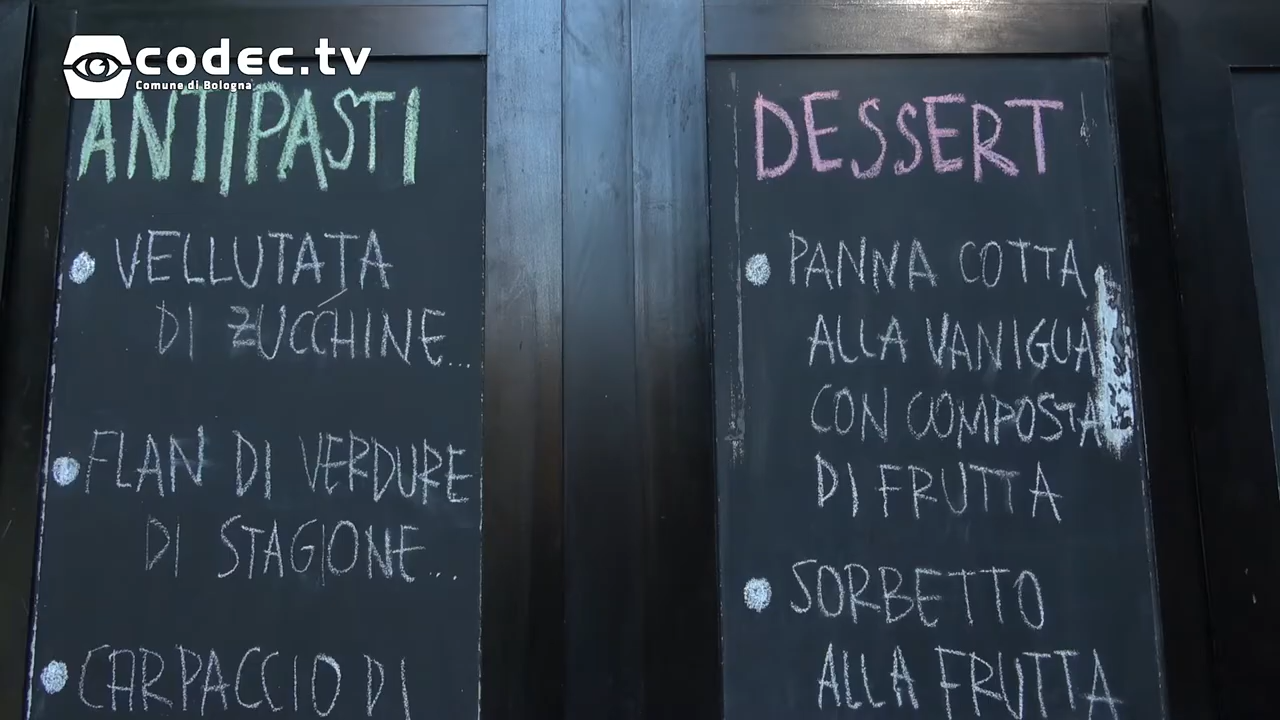 codec.tv
Comune di Bologna
ANTIPASTI
VELLUTATA
DI ZUCCHINE...
FLAN DI VERDURE
DI STAGIONE...
CARPACCIO DI
DESSERT
PANNA COTTA
ALLA VANIGLIA
CON COMPOSTA
DI FRUTTA
SORBETTO
ALLA FRUTTA